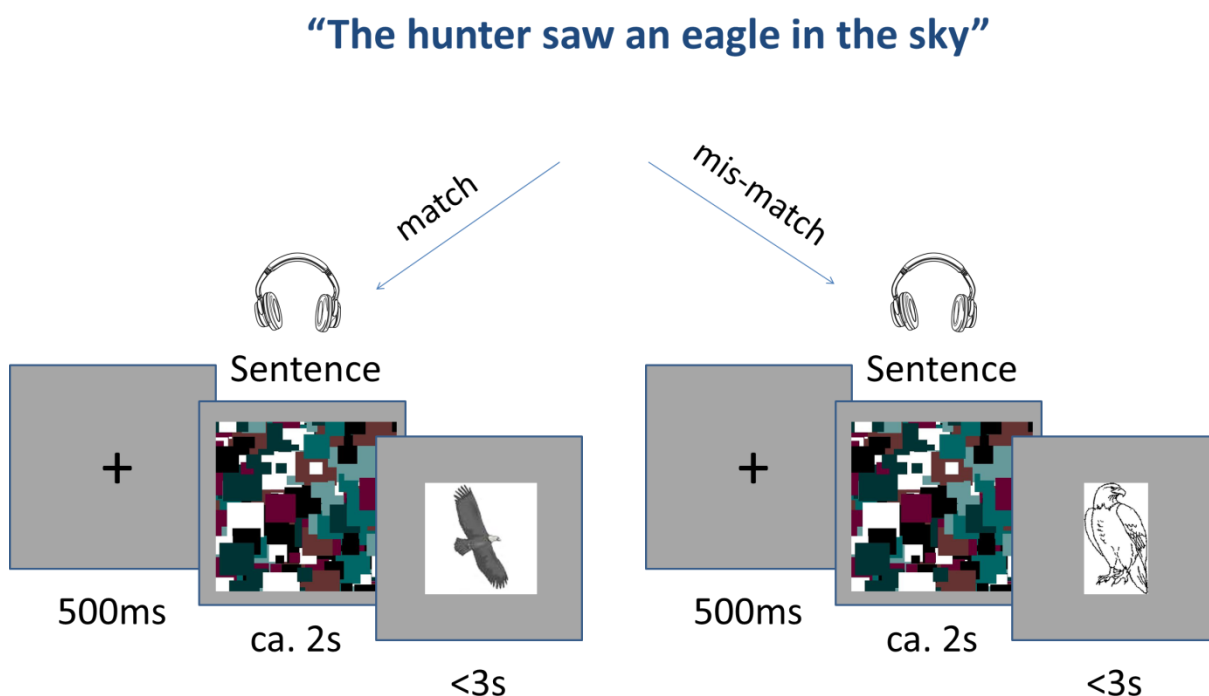 “The hunter saw an eagle in the sky”
match
mis-match
Sentence
Sentence
+
+
500ms
ca. 2s
<3s
500ms
ca. 2s
<3s